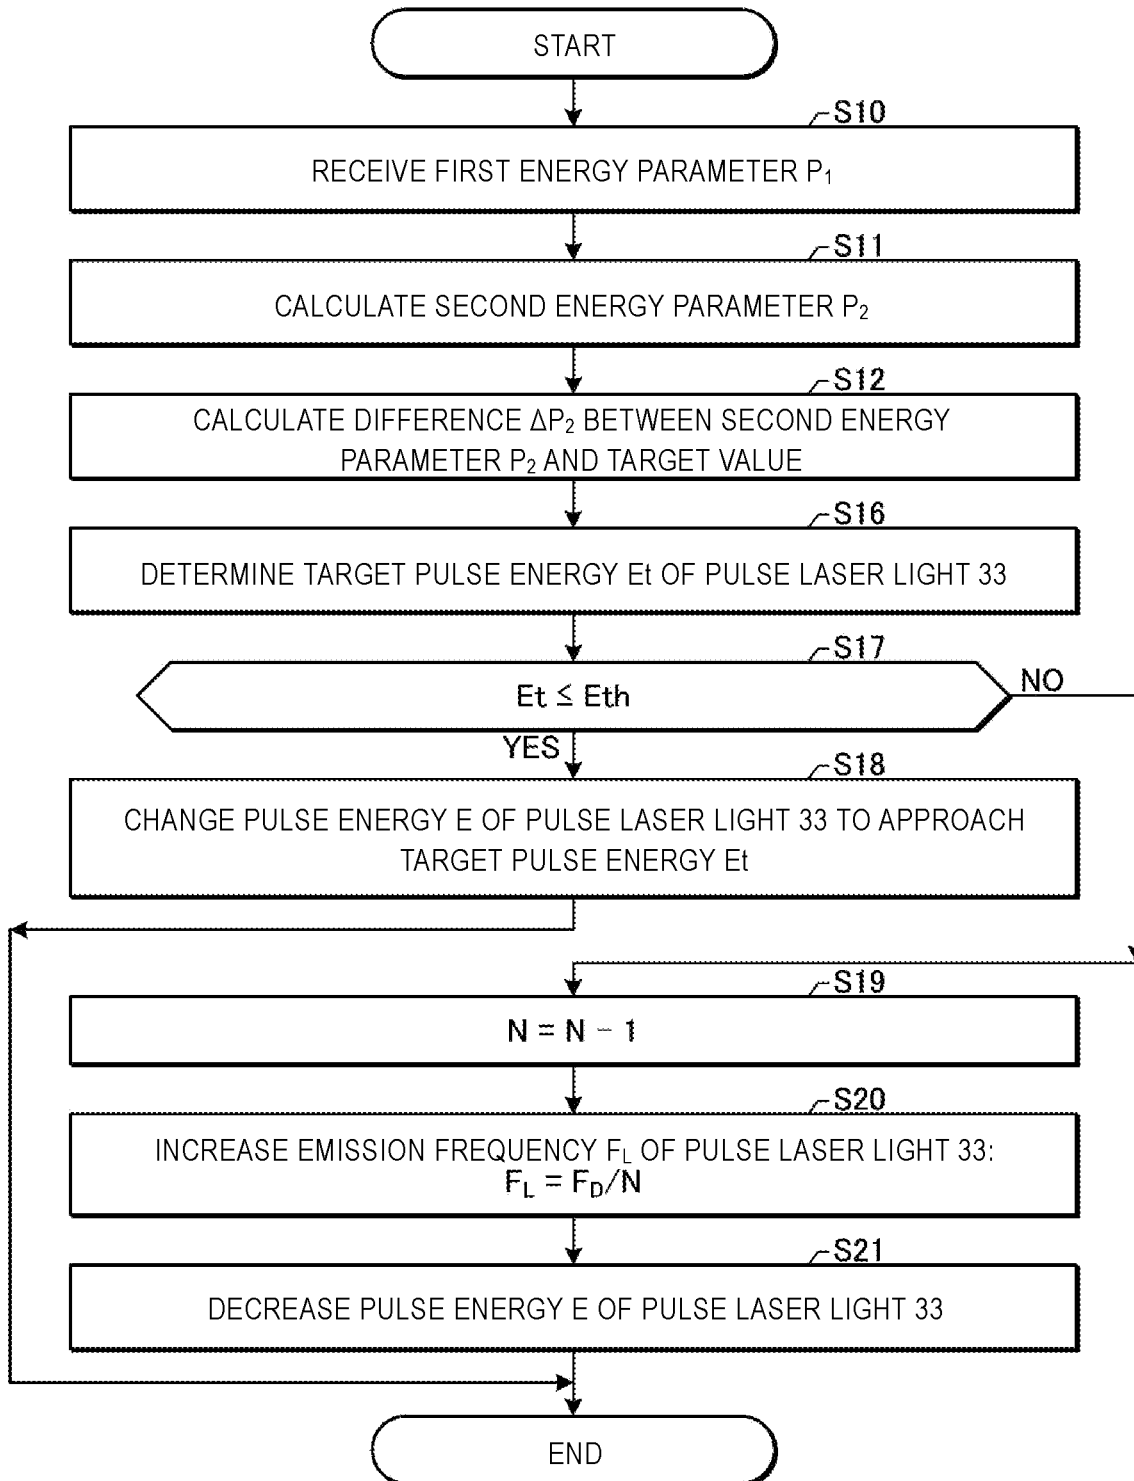 START
S10
RECEIVE FIRST ENERGY PARAMETER P₁
S11
CALCULATE SECOND ENERGY PARAMETER P₂
S12
CALCULATE DIFFERENCE ΔP₂ BETWEEN SECOND ENERGY
PARAMETER P₂ AND TARGET VALUE
S16
DETERMINE TARGET PULSE ENERGY Et OF PULSE LASER LIGHT 33
S17
Et ≤ Eth
NO
YES
S18
CHANGE PULSE ENERGY E OF PULSE LASER LIGHT 33 TO APPROACH
TARGET PULSE ENERGY Et
S19
N = N − 1
S20
INCREASE EMISSION FREQUENCY F_L OF PULSE LASER LIGHT 33:
F_L = F_D/N
S21
DECREASE PULSE ENERGY E OF PULSE LASER LIGHT 33
END